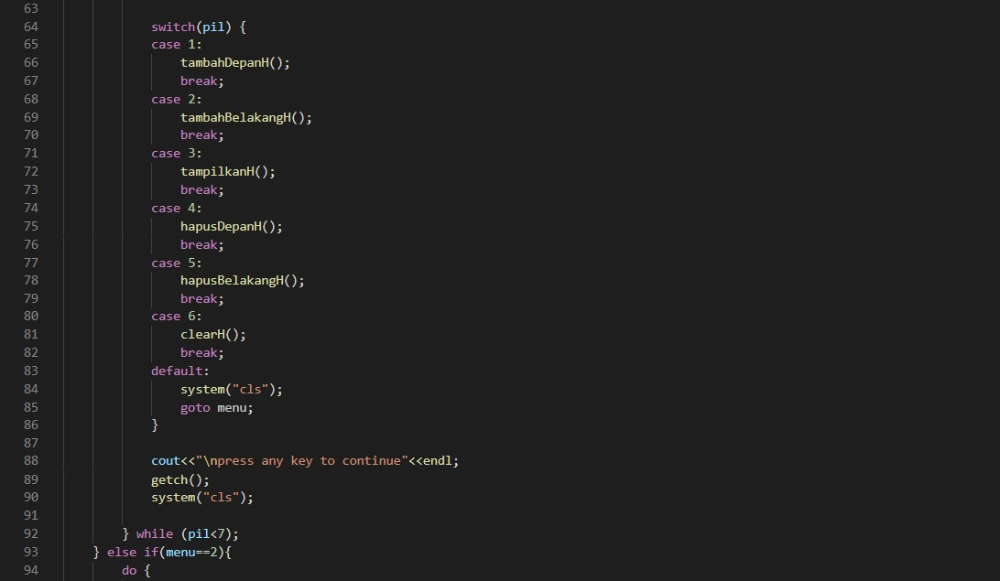 63
64 switch(pil) {
65 case 1:
66 tambahDepanH();
67 break;
68 case 2:
69 tambahBelakangH();
70 break;
71 case 3:
72 tampilkanH();
73 break;
74 case 4:
75 hapusDepanH();
76 break;
77 case 5:
78 hapusBelakangH();
79 break;
80 case 6:
81 clearH();
82 break;
83 default:
84 system("cls");
85 goto menu;
86 }
87
88 cout<<"\npress any key to continue"<<endl;
89 getch();
90 system("cls");
91
92 } while (pil<7);
93 } else if(menu==2){
94 do {